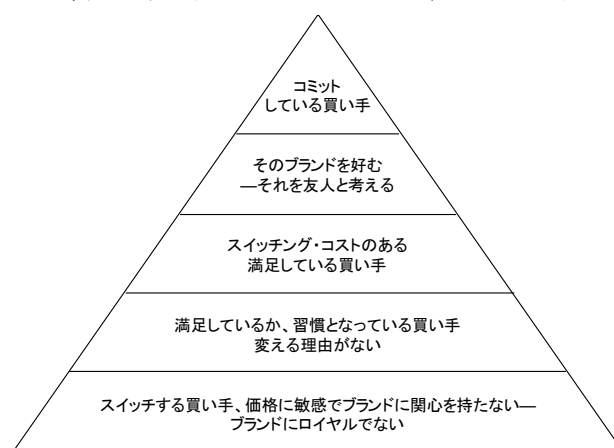 コミット
している買い手
そのブランドを好む
―それを友人と考える
スイッチング・コストのある
満足している買い手
満足しているか、習慣となっている買い手
変える理由がない
スイッチする買い手、価格に敏感でブランドに関心を持たない―
ブランドにロイヤルでない